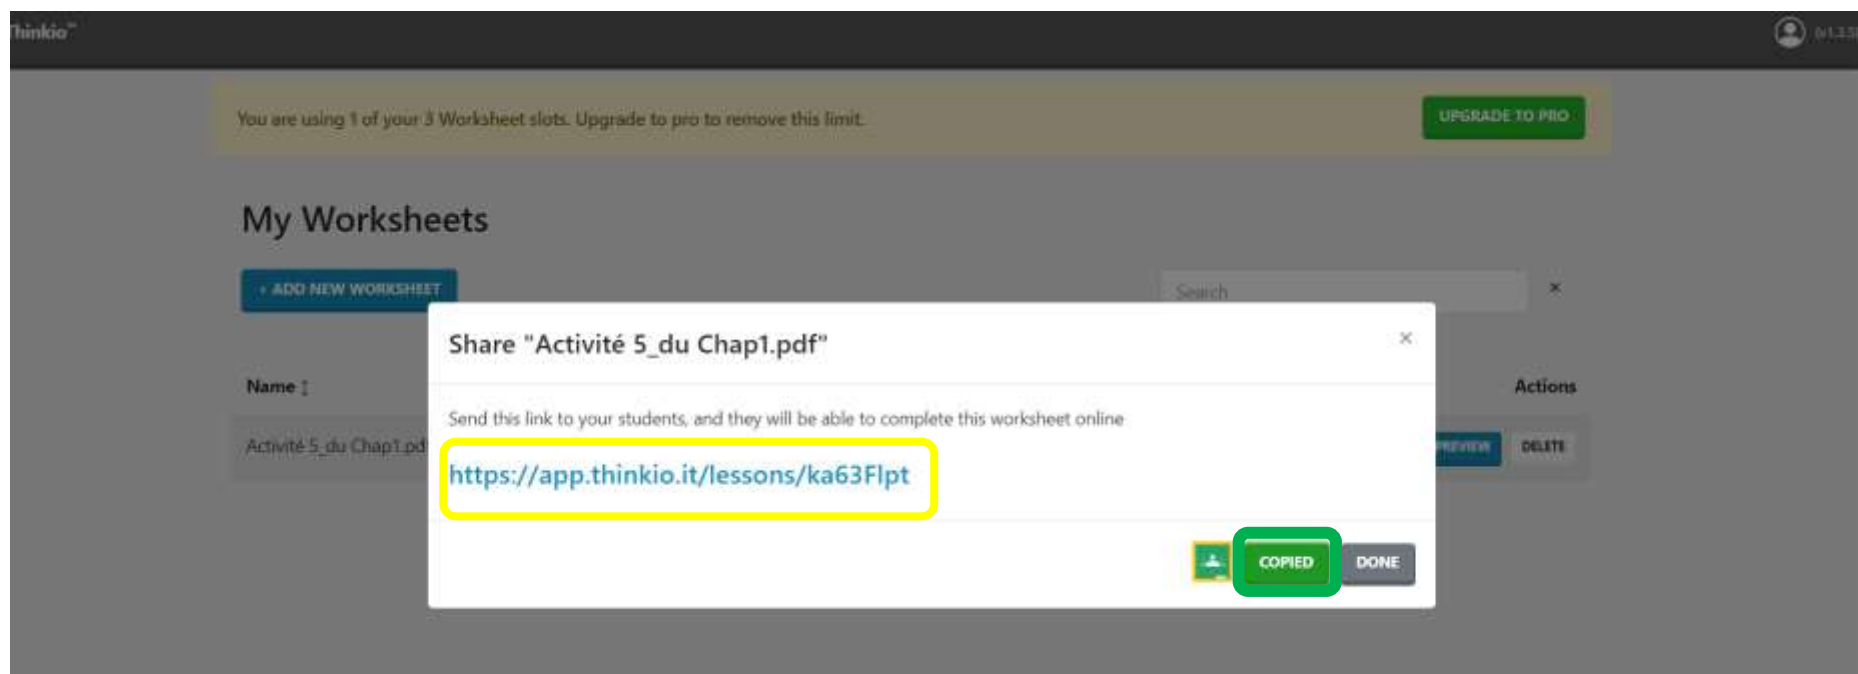 Thinkio™
You are using 1 of your 3 Worksheet slots. Upgrade to pro to remove this limit.
UPGRADE TO PRO
My Worksheets
+ ADD NEW WORKSHEET
Search
×
Share "Activité 5_du Chap1.pdf"
×
Name
Actions
Send this link to your students, and they will be able to complete this worksheet online
Activité 5_du Chap1.pd
PREVIEW
DELETE
https://app.thinkio.it/lessons/ka63Flpt
COPIED
DONE